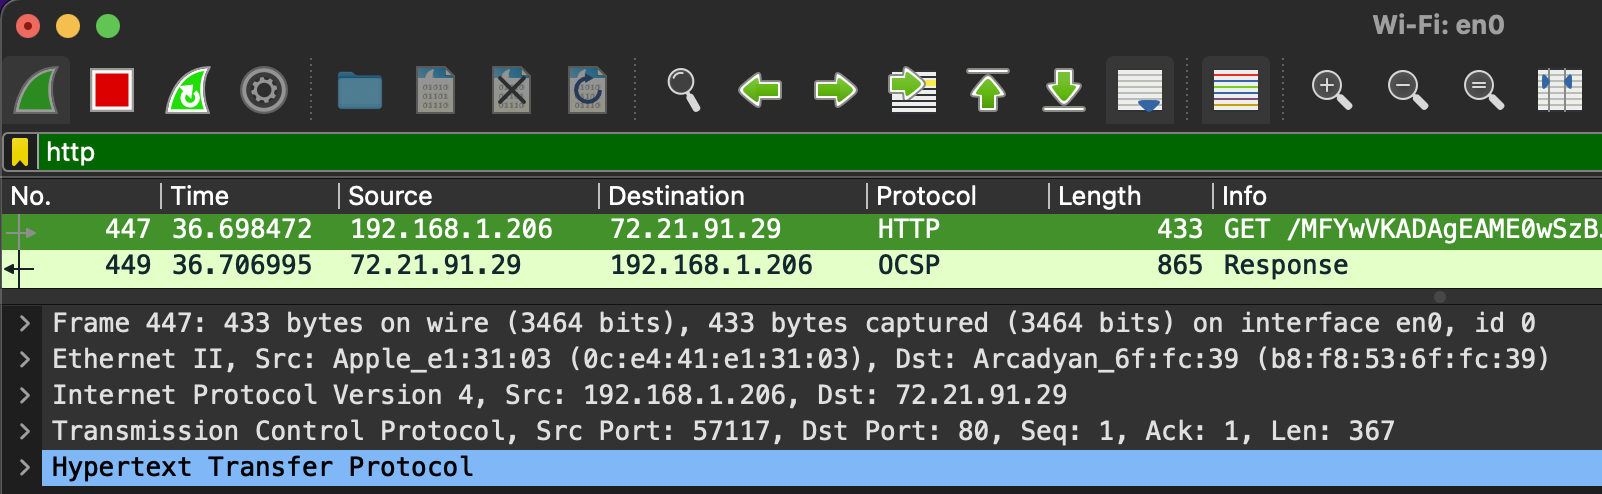 Wi-Fi: en0
http
No. Time Source Destination Protocol Length Info
447 36.698472 192.168.1.206 72.21.91.29 HTTP 433 GET /MFYwVKADAgEAME0wSzBJ
449 36.706995 72.21.91.29 192.168.1.206 OCSP 865 Response
Frame 447: 433 bytes on wire (3464 bits), 433 bytes captured (3464 bits) on interface en0, id 0
Ethernet II, Src: Apple_e1:31:03 (0c:e4:41:e1:31:03), Dst: Arcadyan_6f:fc:39 (b8:f8:53:6f:fc:39)
Internet Protocol Version 4, Src: 192.168.1.206, Dst: 72.21.91.29
Transmission Control Protocol, Src Port: 57117, Dst Port: 80, Seq: 1, Ack: 1, Len: 367
Hypertext Transfer Protocol